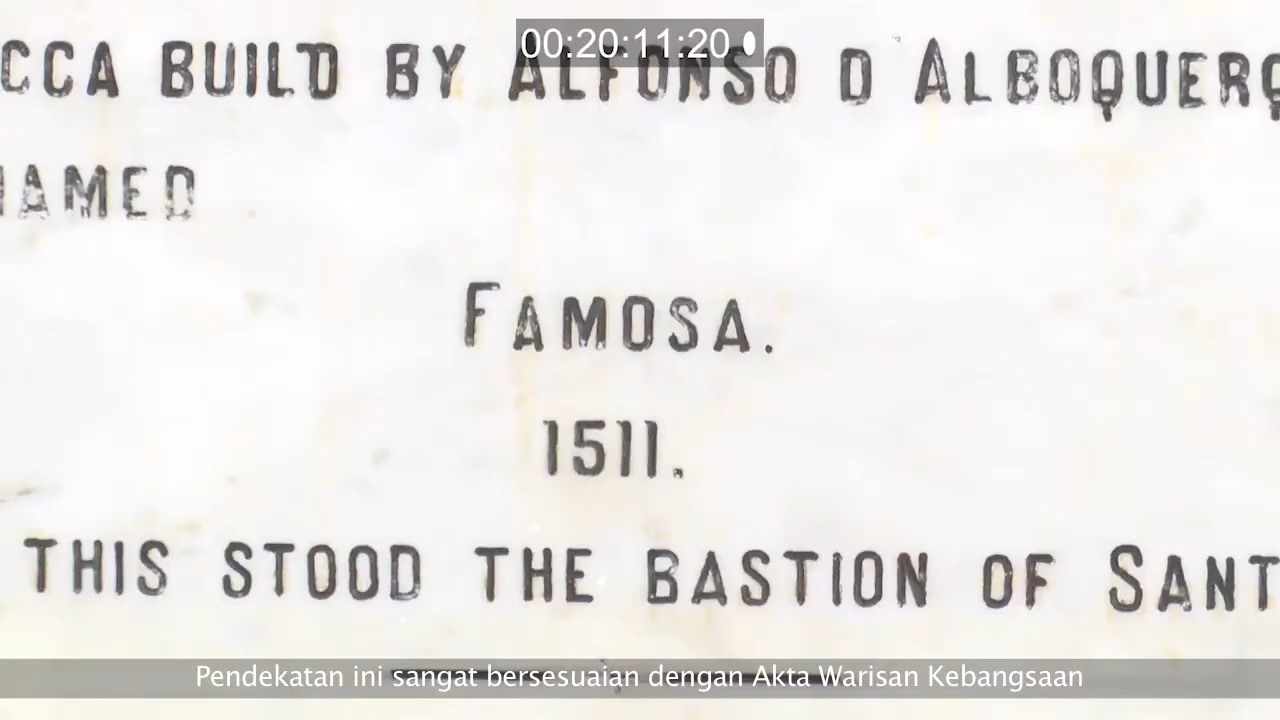 00:20:11:20
CCA BUILD BY ALFONSO D ALBOQUERQ
NAMED
FAMOSA.
1511.
THIS STOOD THE BASTION OF SANT
Pendekatan ini sangat bersesuaian dengan Akta Warisan Kebangsaan